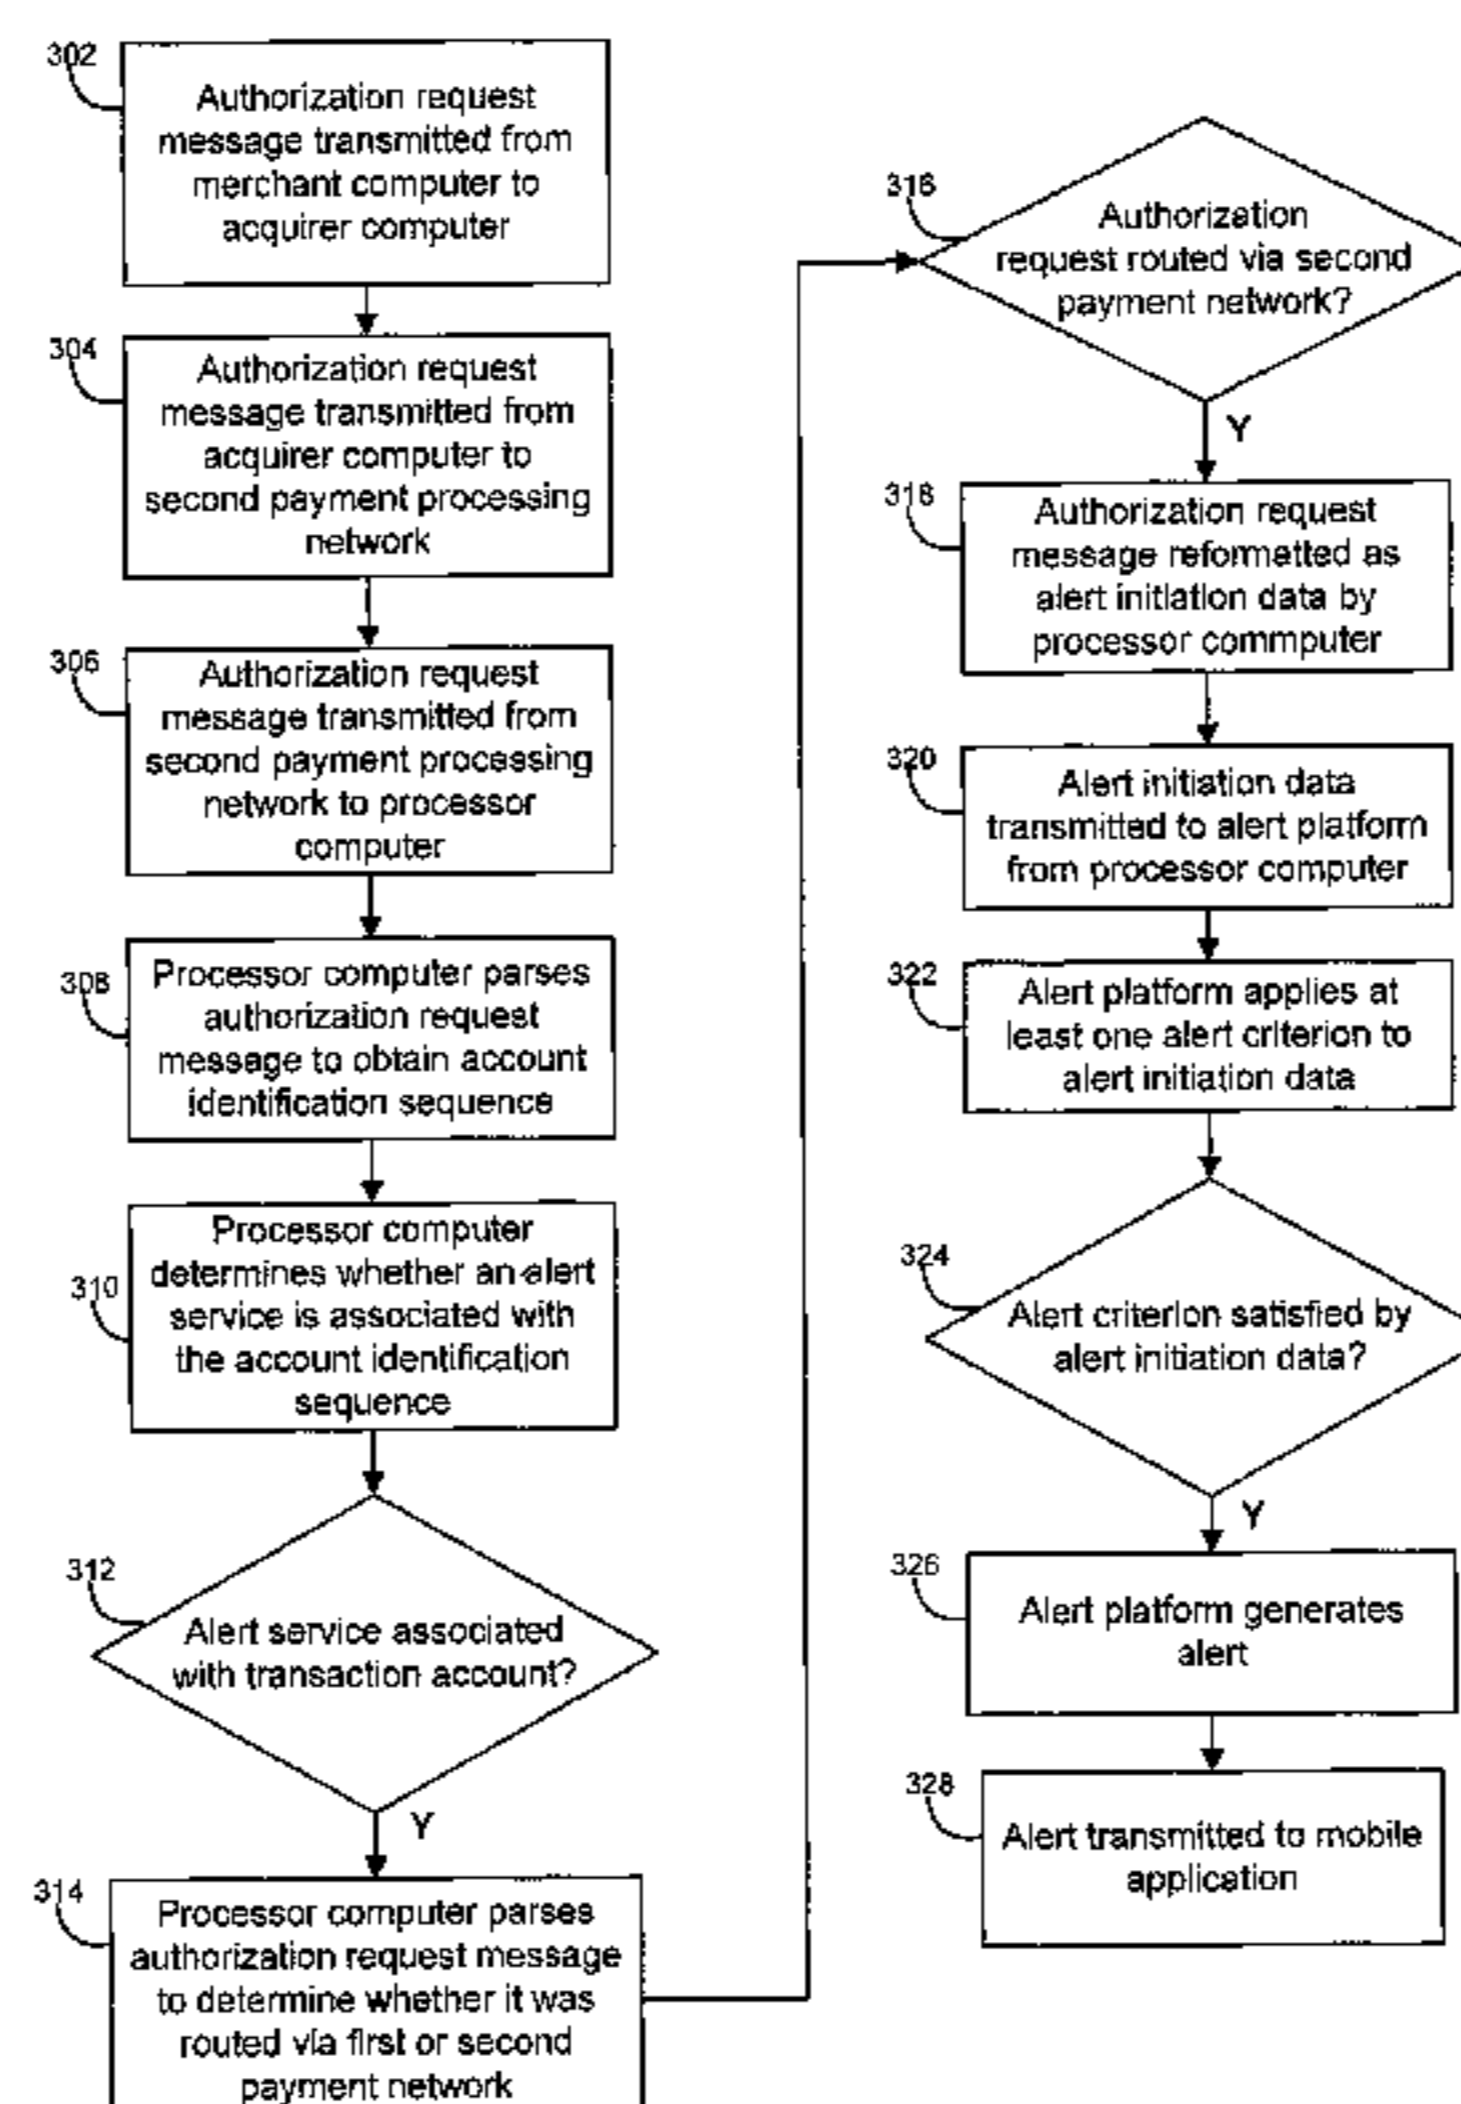 302
Authorization request
message transmitted from
merchant computer to
acquirer computer
304
Authorization request
message transmitted from
acquirer computer to
second payment processing
network
306
Authorization request
message transmitted from
second payment processing
network to processor
computer
308
Processor computer parses
authorization request
message to obtain account
identification sequence
310
Processor computer
determines whether an alert
service is associated with
the account identification
sequence
312
Alert service associated
with transaction account?
Y
314
Processor computer parses
authorization request message
to determine whether it was
routed via first or second
payment network
316
Authorization
request routed via second
payment network?
Y
318
Authorization request
message reformatted as
alert initiation data by
processor commputer
320
Alert initiation data
transmitted to alert platform
from processor computer
322
Alert platform applies at
least one alert criterion to
alert initiation data
324
Alert criterion satisfied by
alert initiation data?
Y
326
Alert platform generates
alert
328
Alert transmitted to mobile
application